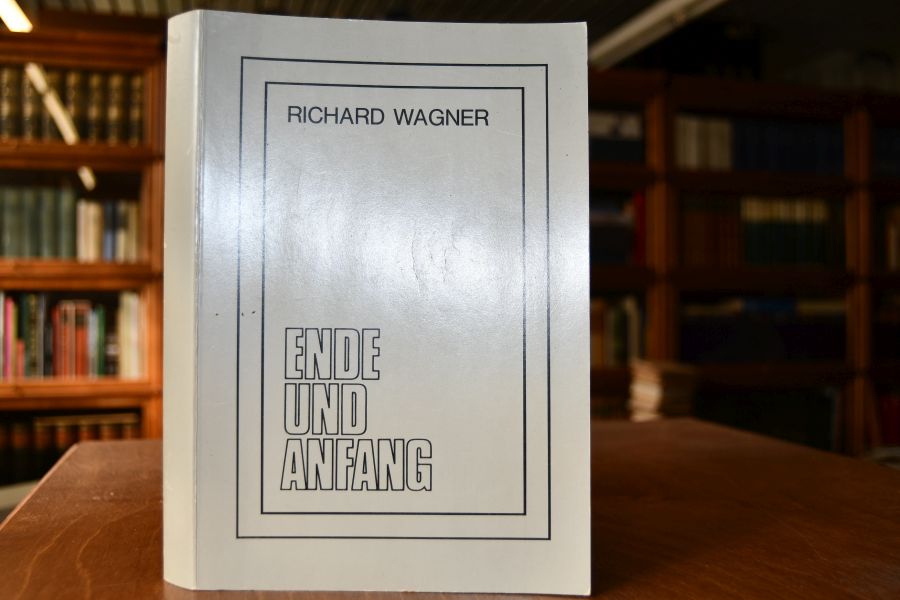 RICHARD WAGNER
ENDE
UND
ANFANG